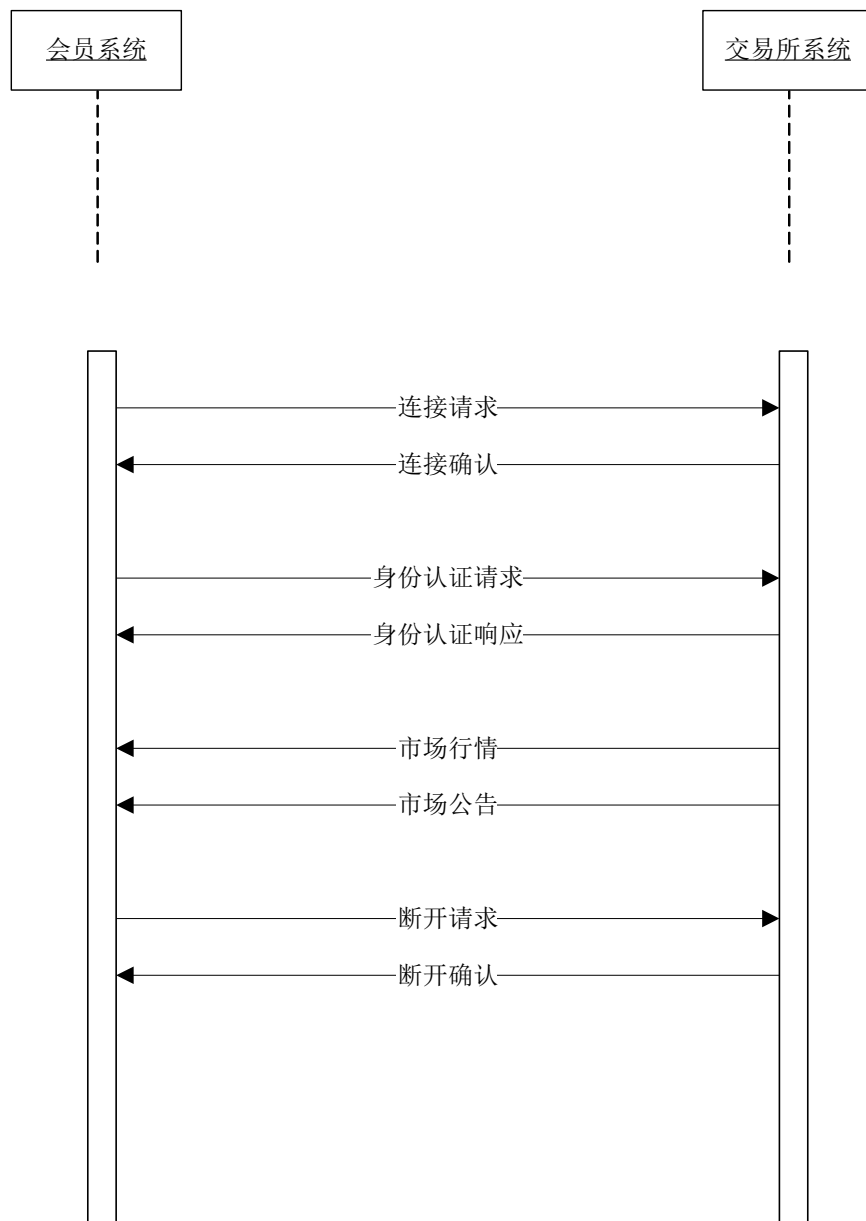 会员系统
交易所系统
连接请求
连接确认
身份认证请求
身份认证响应
市场行情
市场公告
断开请求
断开确认